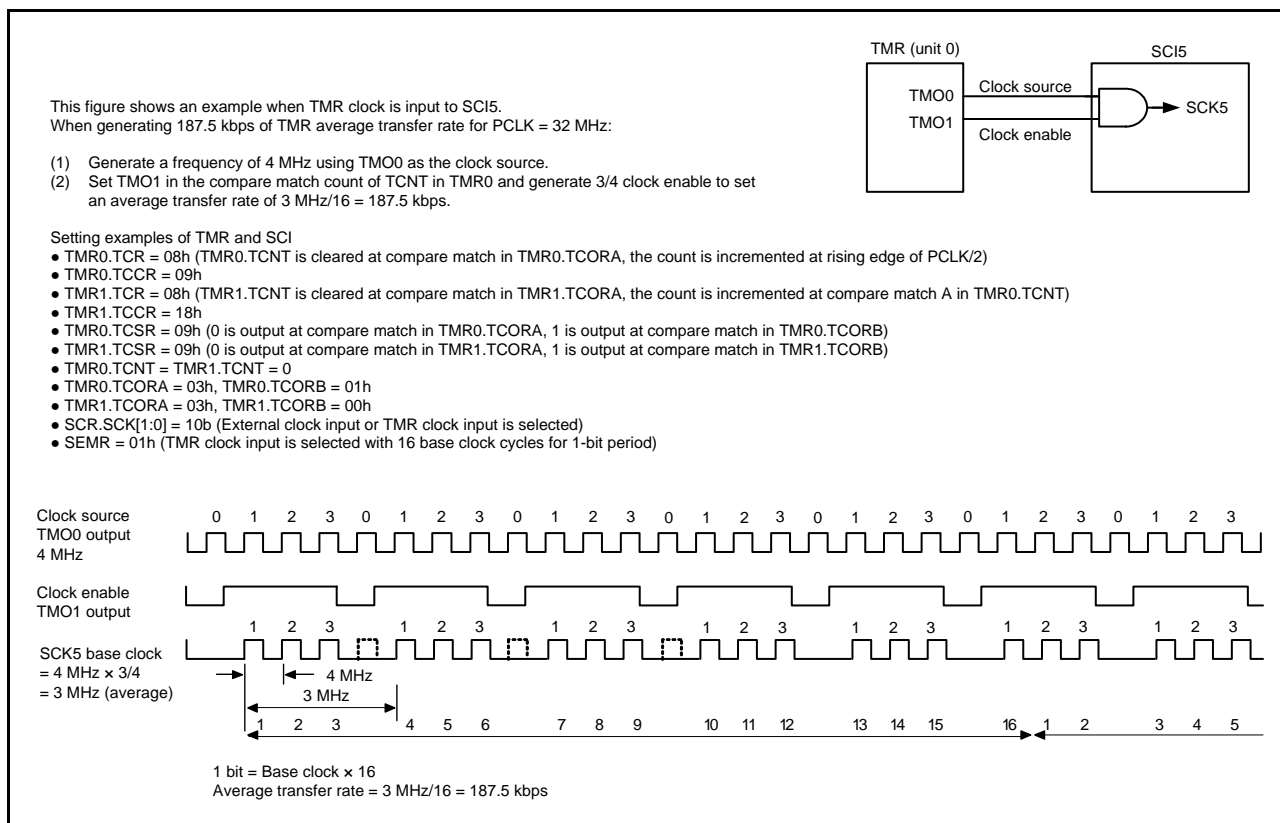 TMR (unit 0)
SCI5
TMO0
Clock source
SCK5
TMO1
Clock enable
This figure shows an example when TMR clock is input to SCI5.
When generating 187.5 kbps of TMR average transfer rate for PCLK = 32 MHz:
(1) Generate a frequency of 4 MHz using TMO0 as the clock source.
(2) Set TMO1 in the compare match count of TCNT in TMR0 and generate 3/4 clock enable to set
an average transfer rate of 3 MHz/16 = 187.5 kbps.
Setting examples of TMR and SCI
● TMR0.TCR = 08h (TMR0.TCNT is cleared at compare match in TMR0.TCORA, the count is incremented at rising edge of PCLK/2)
● TMR0.TCCR = 09h
● TMR1.TCR = 08h (TMR1.TCNT is cleared at compare match in TMR1.TCORA, the count is incremented at compare match A in TMR0.TCNT)
● TMR1.TCCR = 18h
● TMR0.TCSR = 09h (0 is output at compare match in TMR0.TCORA, 1 is output at compare match in TMR0.TCORB)
● TMR1.TCSR = 09h (0 is output at compare match in TMR1.TCORA, 1 is output at compare match in TMR1.TCORB)
● TMR0.TCNT = TMR1.TCNT = 0
● TMR0.TCORA = 03h, TMR0.TCORB = 01h
● TMR1.TCORA = 03h, TMR1.TCORB = 00h
● SCR.SCK[1:0] = 10b (External clock input or TMR clock input is selected)
● SEMR = 01h (TMR clock input is selected with 16 base clock cycles for 1-bit period)
Clock source
TMO0 output
4 MHz
0 1 2 3 0 1 2 3 0 1 2 3 0 1 2 3 0 1 2 3 0 1 2 3 0 1 2 3
Clock enable
TMO1 output
1 2 3 1 2 3 1 2 3 1 2 3 1 2 3 1 2 3 1 2 3
SCK5 base clock
= 4 MHz × 3/4
= 3 MHz (average)
4 MHz
3 MHz
1 2 3 4 5 6 7 8 9 10 11 12 13 14 15 16 1 2 3 4 5
1 bit = Base clock × 16
Average transfer rate = 3 MHz/16 = 187.5 kbps